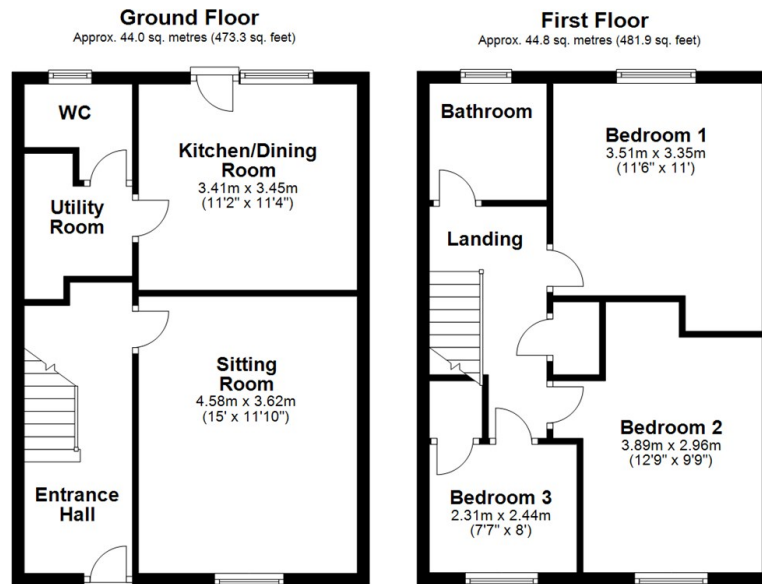 Ground Floor
Approx. 44.0 sq. metres (473.3 sq. feet)
WC
Kitchen/Dining
Room
3.41m x 3.45m
(11'2" x 11'4")
Utility
Room
Sitting
Room
4.58m x 3.62m
(15' x 11'10")
Entrance
Hall
First Floor
Approx. 44.8 sq. metres (481.9 sq. feet)
Bathroom
Bedroom 1
3.51m x 3.35m
(11'6" x 11')
Landing
Bedroom 2
3.89m x 2.96m
(12'9" x 9'9")
Bedroom 3
2.31m x 2.44m
(7'7" x 8')